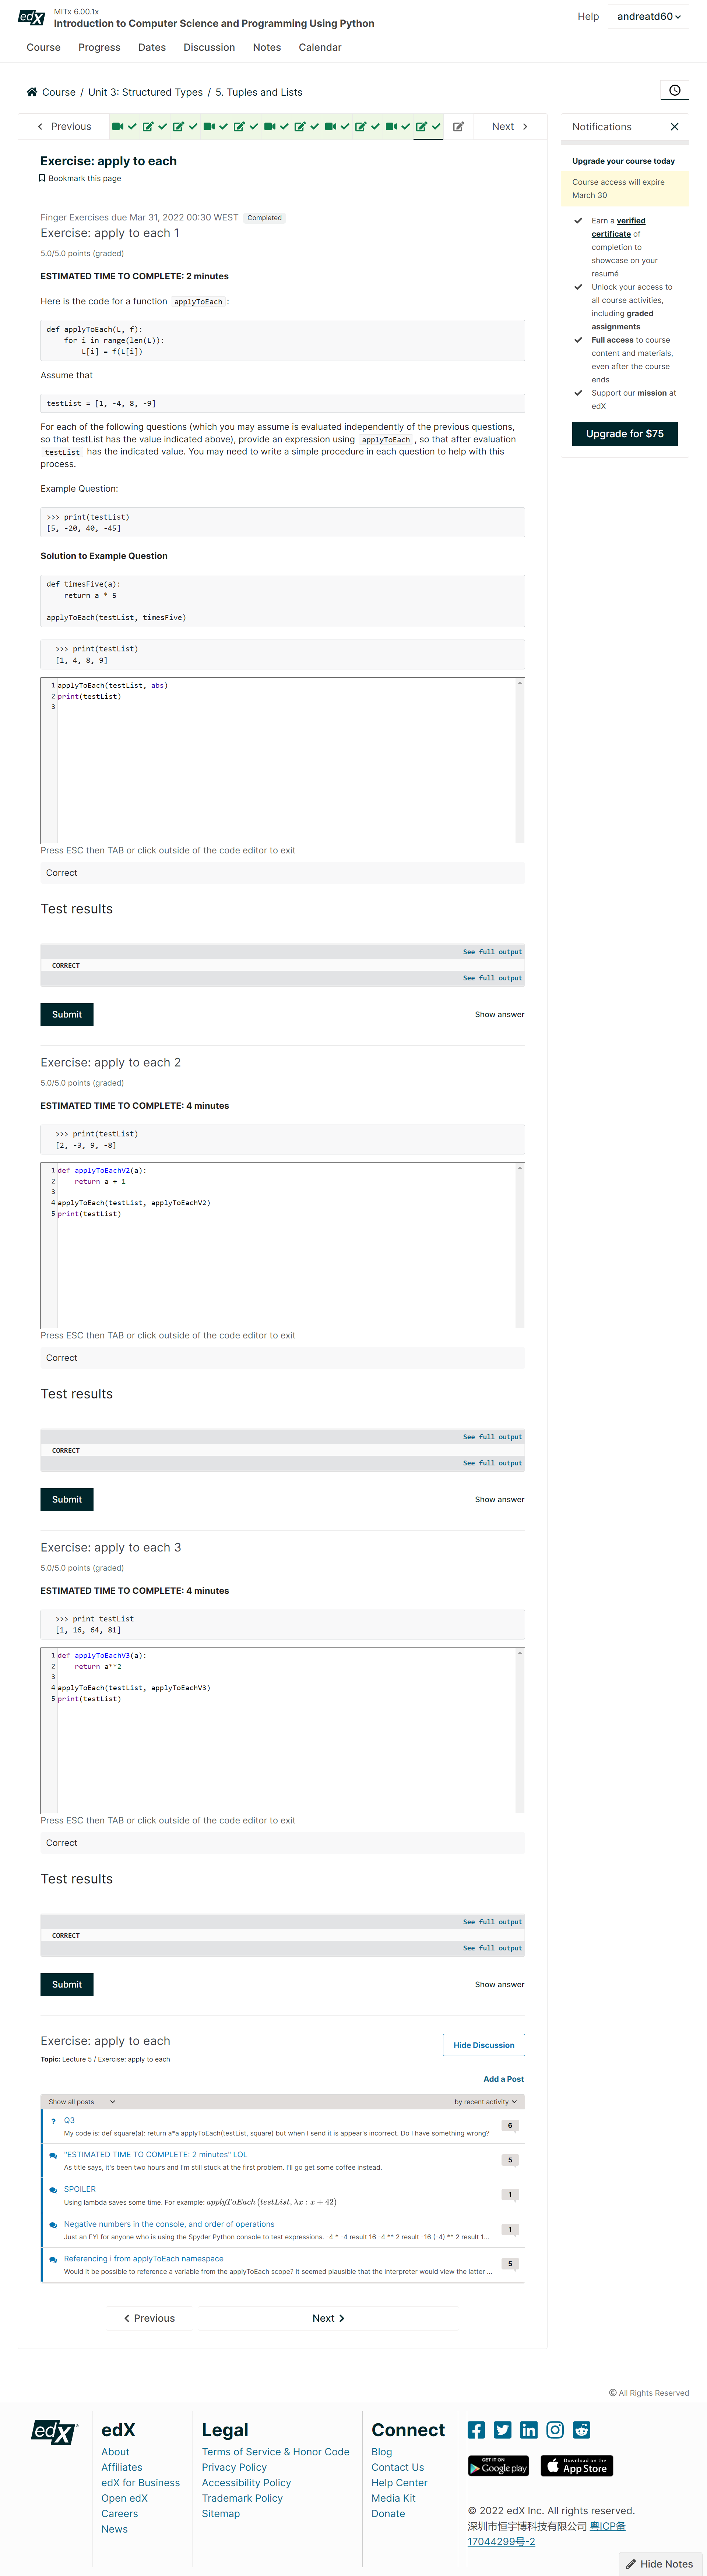 edX
MITx 6.00.1x
Introduction to Computer Science and Programming Using Python
Help
andreatd60
Course Progress Dates Discussion Notes Calendar
Course / Unit 3: Structured Types / 5. Tuples and Lists
Previous
Next
Exercise: apply to each
Bookmark this page
Finger Exercises due Mar 31, 2022 00:30 WEST Completed
Exercise: apply to each 1
5.0/5.0 points (graded)
ESTIMATED TIME TO COMPLETE: 2 minutes
Here is the code for a function applyToEach :
def applyToEach(L, f):
    for i in range(len(L)):
        L[i] = f(L[i])
Assume that
testList = [1, -4, 8, -9]
For each of the following questions (which you may assume is evaluated independently of the previous questions,
so that testList has the value indicated above), provide an expression using applyToEach , so that after evaluation
testList has the indicated value. You may need to write a simple procedure in each question to help with this
process.
Example Question:
>>> print(testList)
[5, -20, 40, -45]
Solution to Example Question
def timesFive(a):
    return a * 5
applyToEach(testList, timesFive)
>>> print(testList)
[1, 4, 8, 9]
1 applyToEach(testList, abs)
2 print(testList)
3
Press ESC then TAB or click outside of the code editor to exit
Correct
Test results
See full output
CORRECT
See full output
Submit
Show answer
Exercise: apply to each 2
5.0/5.0 points (graded)
ESTIMATED TIME TO COMPLETE: 4 minutes
>>> print(testList)
[2, -3, 9, -8]
1 def applyToEachV2(a):
2     return a + 1
3
4 applyToEach(testList, applyToEachV2)
5 print(testList)
Press ESC then TAB or click outside of the code editor to exit
Correct
Test results
See full output
CORRECT
See full output
Submit
Show answer
Exercise: apply to each 3
5.0/5.0 points (graded)
ESTIMATED TIME TO COMPLETE: 4 minutes
>>> print testList
[1, 16, 64, 81]
1 def applyToEachV3(a):
2     return a**2
3
4 applyToEach(testList, applyToEachV3)
5 print(testList)
Press ESC then TAB or click outside of the code editor to exit
Correct
Test results
See full output
CORRECT
See full output
Submit
Show answer
Exercise: apply to each
Hide Discussion
Topic: Lecture 5 / Exercise: apply to each
Add a Post
Show all posts
by recent activity
Q3
My code is: def square(a): return a*a applyToEach(testList, square) but when I send it is appear's incorrect. Do I have something wrong?
6
"ESTIMATED TIME TO COMPLETE: 2 minutes" LOL
As title says, it's been two hours and I'm still stuck at the first problem. I'll go get some coffee instead.
5
SPOILER
Using lambda saves some time. For example: applyToEach (testList, λx : x + 42)
1
Negative numbers in the console, and order of operations
Just an FYI for anyone who is using the Spyder Python console to test expressions. -4 * -4 result 16 -4 ** 2 result -16 (-4) ** 2 result 1...
1
Referencing i from applyToEach namespace
Would it be possible to reference a variable from the applyToEach scope? It seemed plausible that the interpreter would view the latter ...
5
Previous
Next
Notifications
Upgrade your course today
Course access will expire
March 30
Earn a verified
certificate of
completion to
showcase on your
resumé
Unlock your access to
all course activities,
including graded
assignments
Full access to course
content and materials,
even after the course
ends
Support our mission at
edX
Upgrade for $75
© All Rights Reserved
edX
edX
About
Affiliates
edX for Business
Open edX
Careers
News
Legal
Terms of Service & Honor Code
Privacy Policy
Accessibility Policy
Trademark Policy
Sitemap
Connect
Blog
Contact Us
Help Center
Media Kit
Donate
GET IT ON
Google play
Download on the
App Store
© 2022 edX Inc. All rights reserved.
深圳市恒宇博科技有限公司 粤ICP备
17044299号-2
Hide Notes